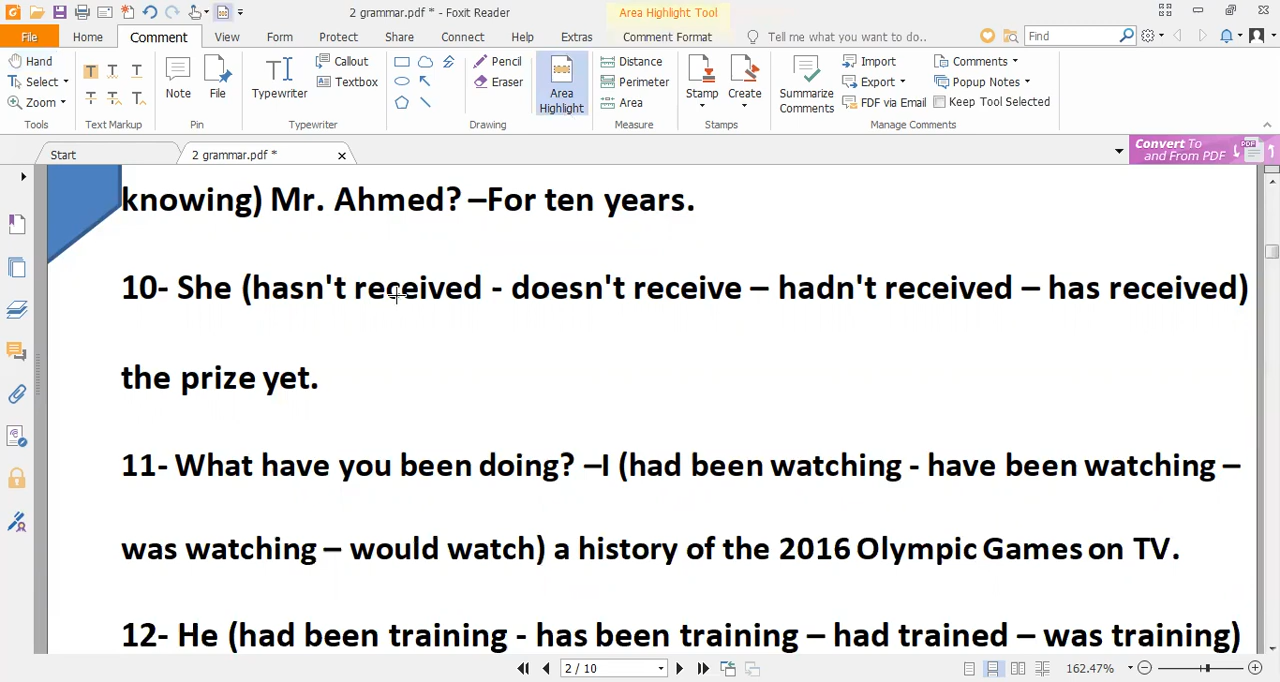 2 grammar.pdf * - Foxit Reader
Area Highlight Tool
File Home Comment View Form Protect Share Connect Help Extras Comment Format Tell me what you want to do.. Find
Hand
Select
Zoom
Tools
Text Markup
Note
File
Pin
Typewriter
Callout
Textbox
Typewriter
Pencil
Eraser
Drawing
Area Highlight
Distance
Perimeter
Area
Measure
Stamp
Create
Stamps
Summarize Comments
Import
Export
FDF via Email
Comments
Popup Notes
Keep Tool Selected
Manage Comments
Start
2 grammar.pdf *
Convert To
and From PDF
PDF
knowing) Mr. Ahmed? –For ten years.
10- She (hasn't received - doesn't receive – hadn't received – has received)
the prize yet.
11- What have you been doing? –I (had been watching - have been watching –
was watching – would watch) a history of the 2016 Olympic Games on TV.
12- He (had been training - has been training – had trained – was training)
2 / 10
162.47%